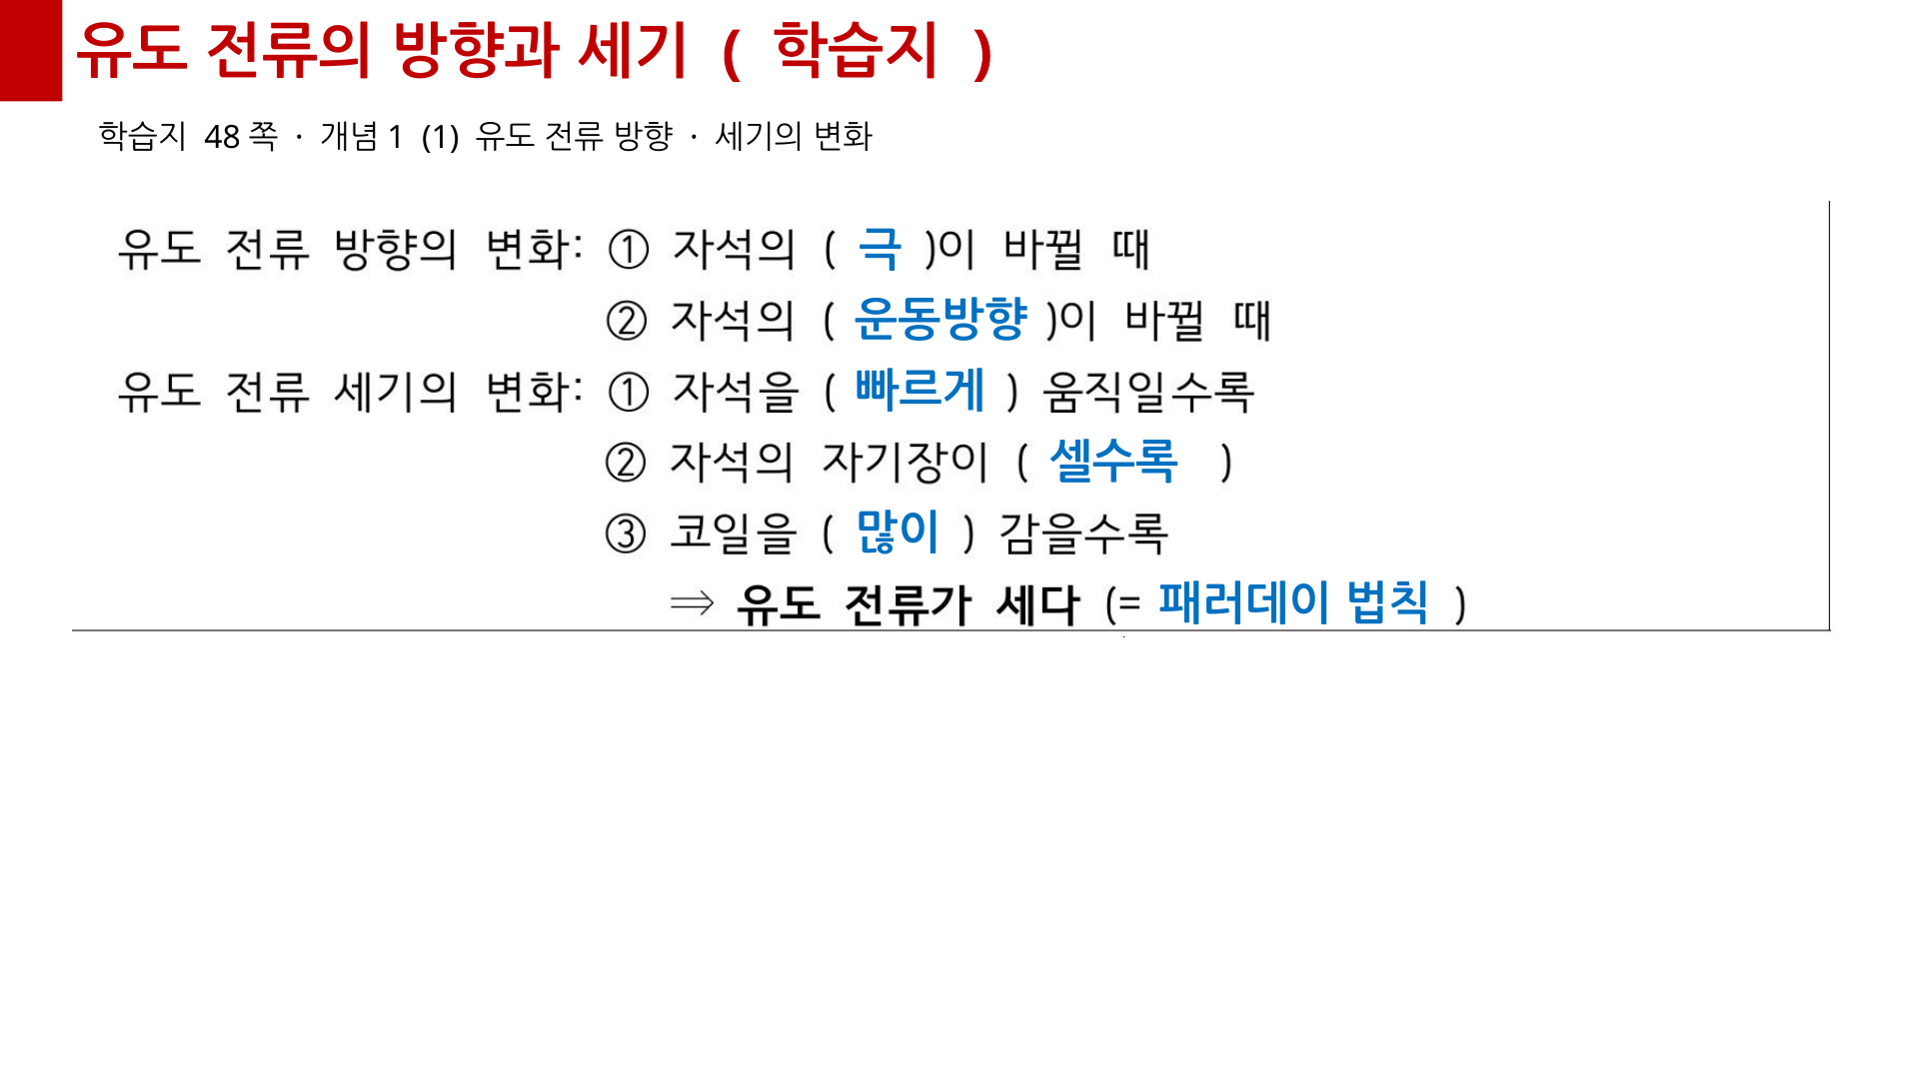 유도 전류의 방향과 세기 ( 학습지 )
학습지 48쪽 · 개념1 (1) 유도 전류 방향 · 세기의 변화
유도 전류 방향의 변화: ① 자석의 ( 극 )이 바뀔 때
② 자석의 ( 운동방향 )이 바뀔 때
유도 전류 세기의 변화: ① 자석을 ( 빠르게 ) 움직일수록
② 자석의 자기장이 ( 셀수록 )
③ 코일을 ( 많이 ) 감을수록
⇒ 유도 전류가 세다 (= 패러데이 법칙 )